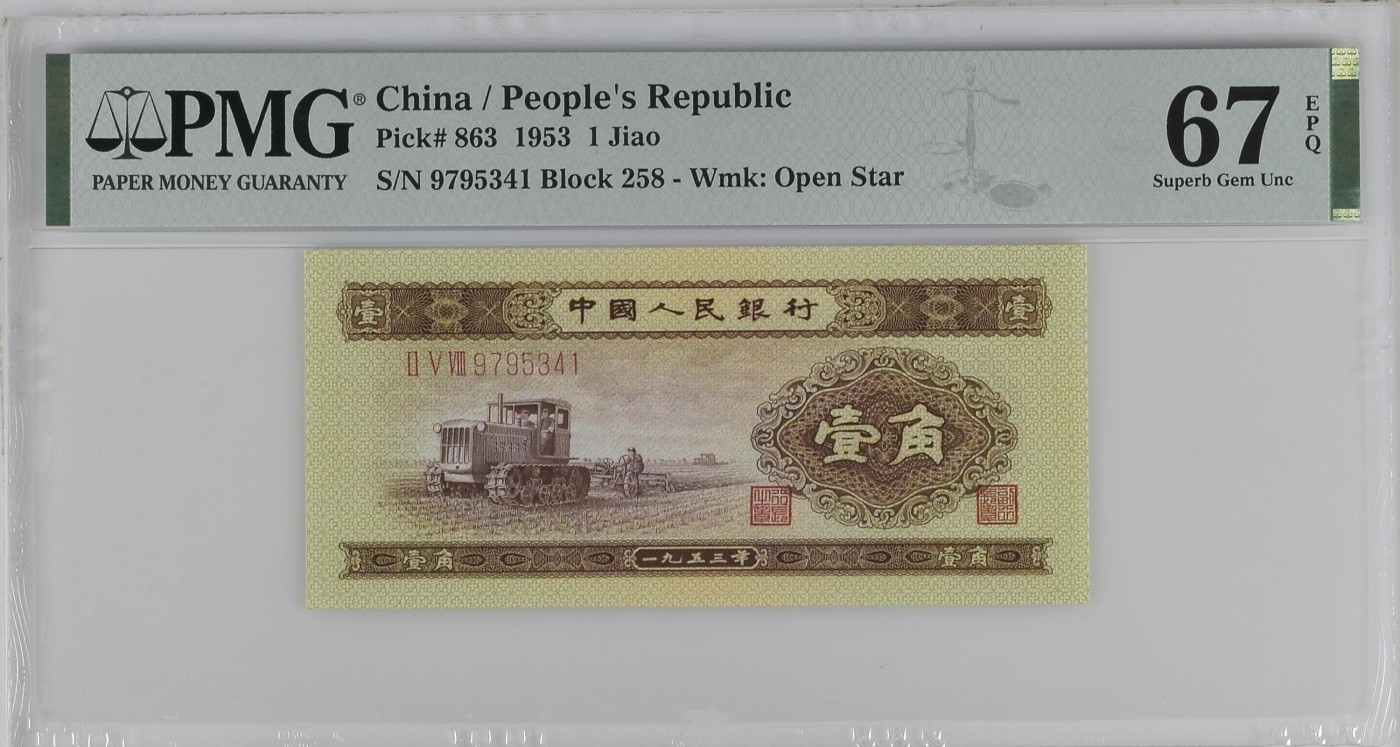 PMG®
PAPER MONEY GUARANTY
China / People's Republic
Pick# 863 1953 1 Jiao
S/N 9795341 Block 258 - Wmk: Open Star
67 EPQ
Superb Gem Unc
壹 中國人民銀行 壹
II V VIII 9795341
壹角
壹角 一九五三年 壹角